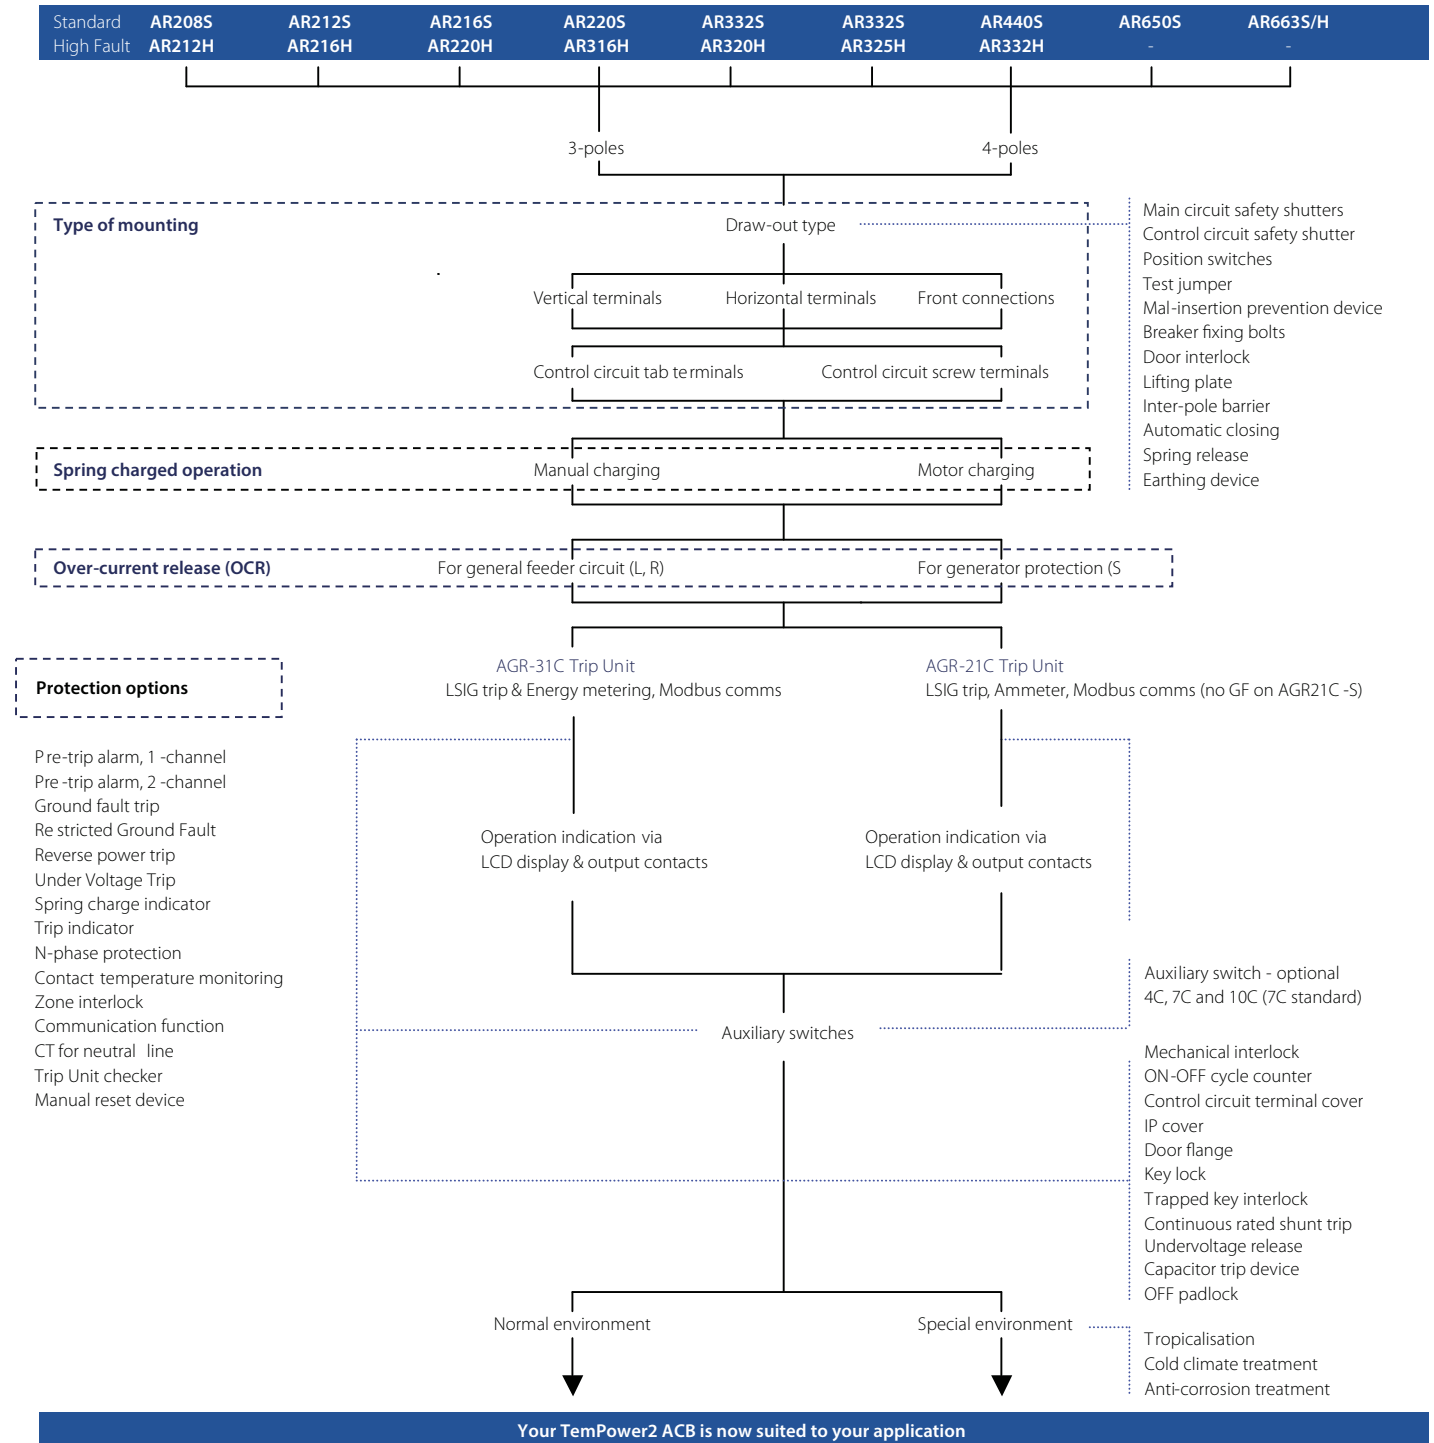 Standard AR208S AR212S AR216S AR220S AR332S AR332S AR440S AR650S AR663S/H
High Fault AR212H AR216H AR220H AR316H AR320H AR325H AR332H - -
3-poles 4-poles
Type of mounting
Draw-out type
Main circuit safety shutters
Control circuit safety shutter
Position switches
Test jumper
Mal-insertion prevention device
Breaker fixing bolts
Door interlock
Lifting plate
Inter-pole barrier
Automatic closing
Spring release
Earthing device
Vertical terminals Horizontal terminals Front connections
Control circuit tab terminals Control circuit screw terminals
Spring charged operation Manual charging Motor charging
Over-current release (OCR) For general feeder circuit (L, R) For generator protection (S
AGR-31C Trip Unit
LSIG trip & Energy metering, Modbus comms
AGR-21C Trip Unit
LSIG trip, Ammeter, Modbus comms (no GF on AGR21C -S)
Protection options
Pre-trip alarm, 1 -channel
Pre -trip alarm, 2 -channel
Ground fault trip
Re stricted Ground Fault
Reverse power trip
Under Voltage Trip
Spring charge indicator
Trip indicator
N-phase protection
Contact temperature monitoring
Zone interlock
Communication function
CT for neutral line
Trip Unit checker
Manual reset device
Operation indication via
LCD display & output contacts
Operation indication via
LCD display & output contacts
Auxiliary switches
Auxiliary switch - optional
4C, 7C and 10C (7C standard)
Mechanical interlock
ON-OFF cycle counter
Control circuit terminal cover
IP cover
Door flange
Key lock
Trapped key interlock
Continuous rated shunt trip
Undervoltage release
Capacitor trip device
OFF padlock
Normal environment Special environment
Tropicalisation
Cold climate treatment
Anti-corrosion treatment
Your TemPower2 ACB is now suited to your application